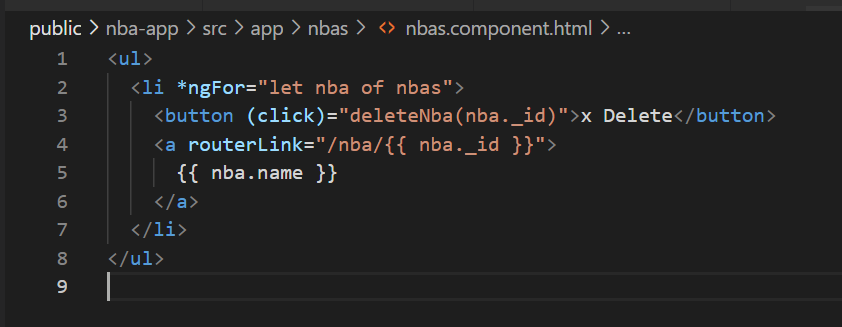 public > nba-app > src > app > nbas > <> nbas.component.html > ...
1 <ul>
2   <li *ngFor="let nba of nbas">
3     <button (click)="deleteNba(nba._id)">x Delete</button>
4     <a routerLink="/nba/{{ nba._id }}">
5       {{ nba.name }}
6     </a>
7   </li>
8 </ul>
9